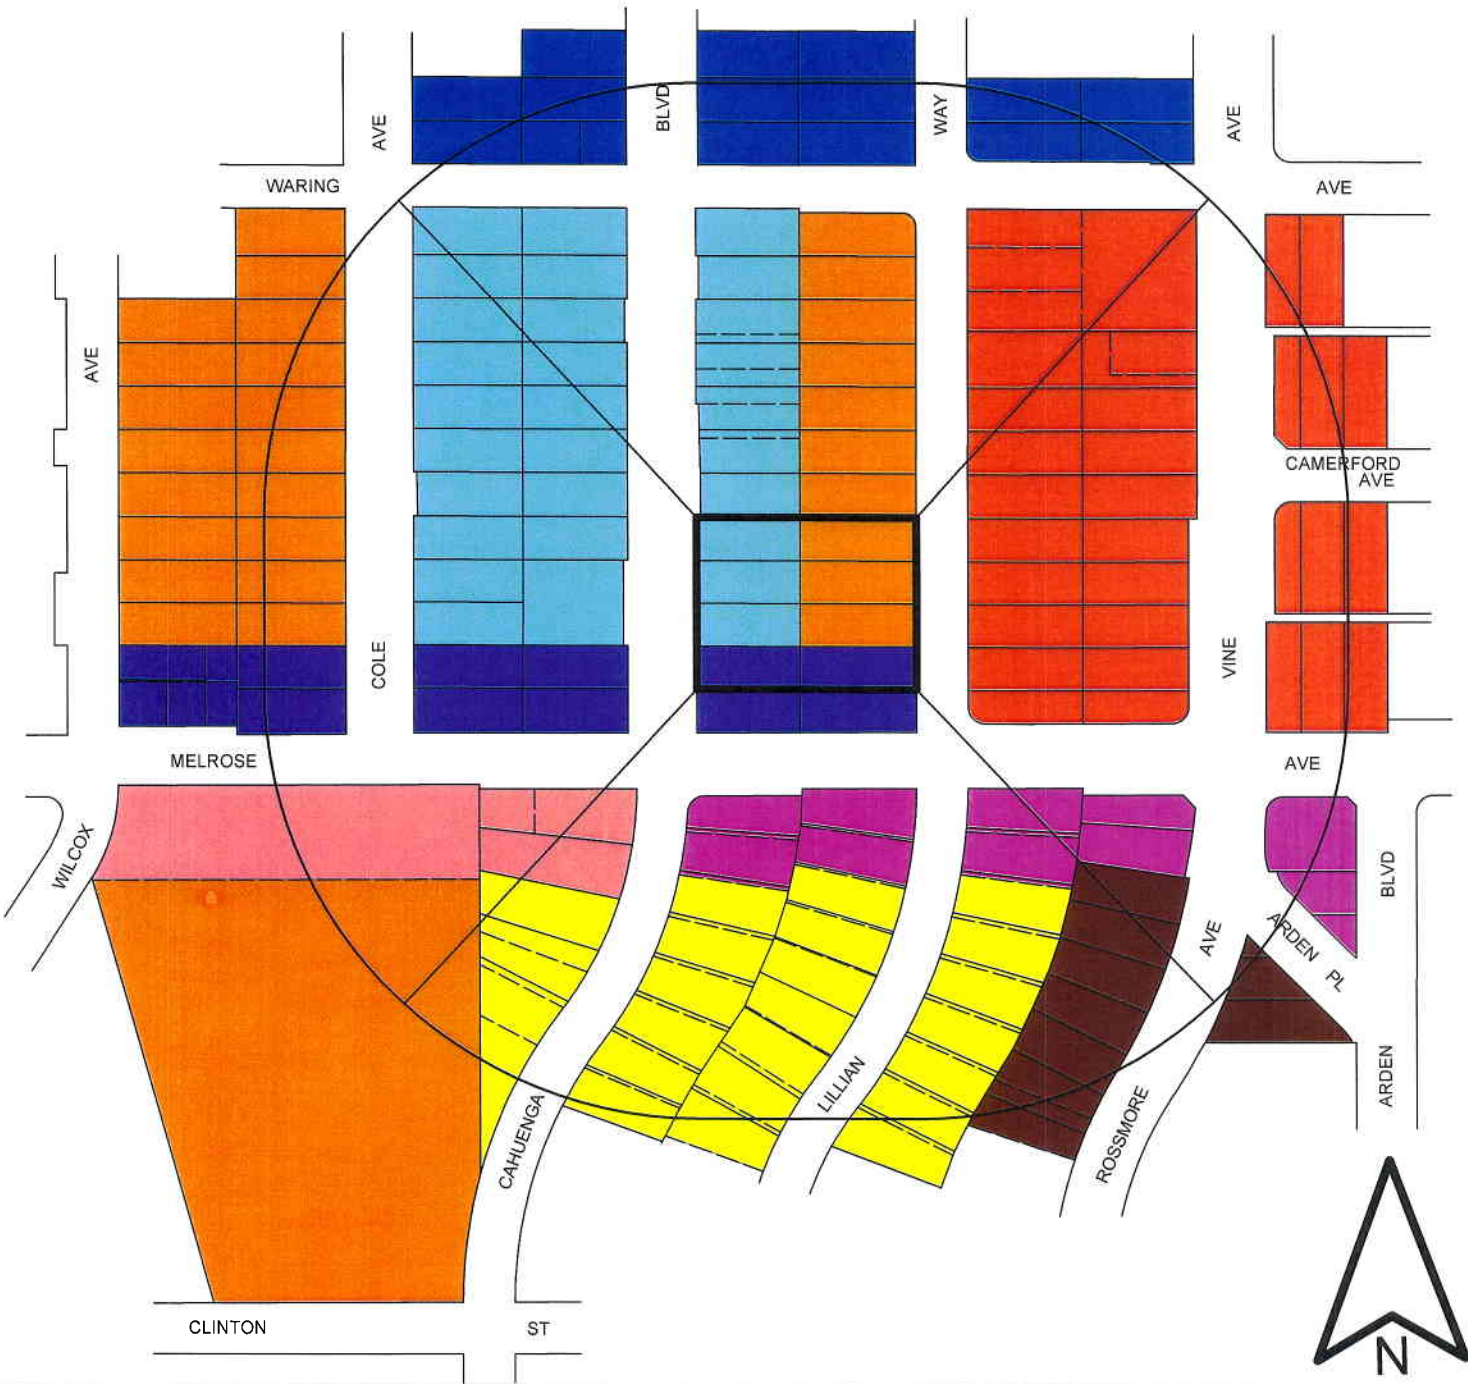 AVE
BLVD
WAY
AVE
WARING
AVE
AVE
CAMERFORD
AVE
COLE
VINE
MELROSE
AVE
WILCOX
BLVD
AVE
ARDEN PL
LILLIAN
ARDEN
CAHUENGA
ROSSMORE
CLINTON
ST
N